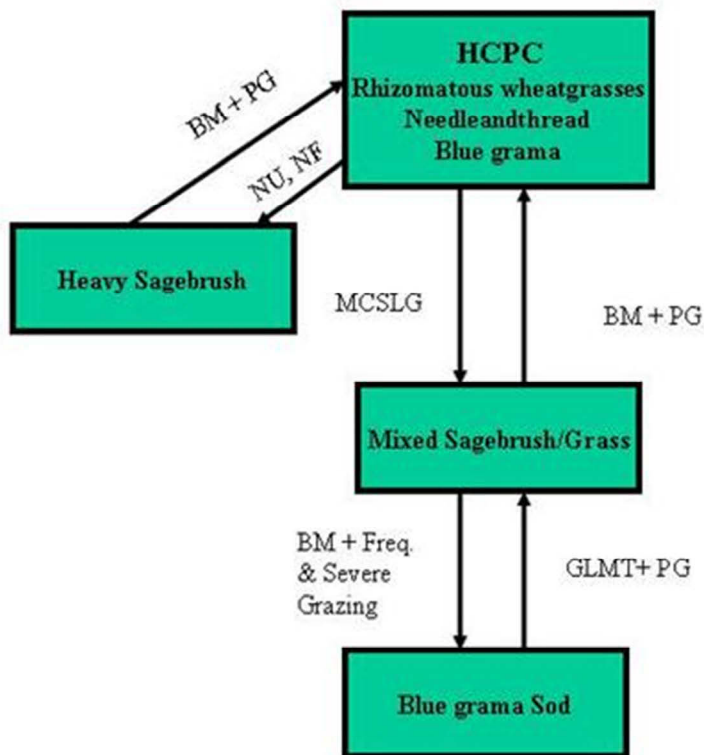 HCPC
Rhizomatous wheatgrasses
Needleandthread
Blue grama
BM + PG
NU, NF
Heavy Sagebrush
MCSLG
BM + PG
Mixed Sagebrush/Grass
BM + Freq.
& Severe
Grazing
GLMT+ PG
Blue grama Sod